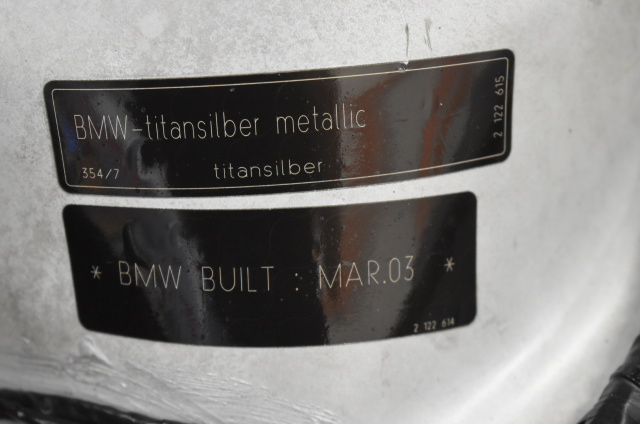 BMW-titansilber metallic
354/7 titansilber
2 122 615
* BMW BUILT : MAR.03 *
2 122 614